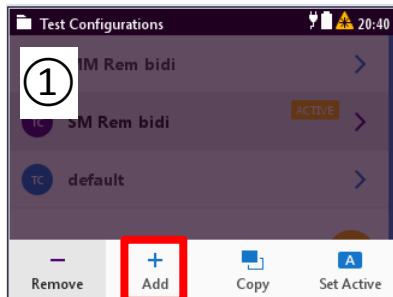 Test Configurations 20:40
①
MM Rem bidi
TC SM Rem bidi ACTIVE
TC default
Remove Add Copy A Set Active